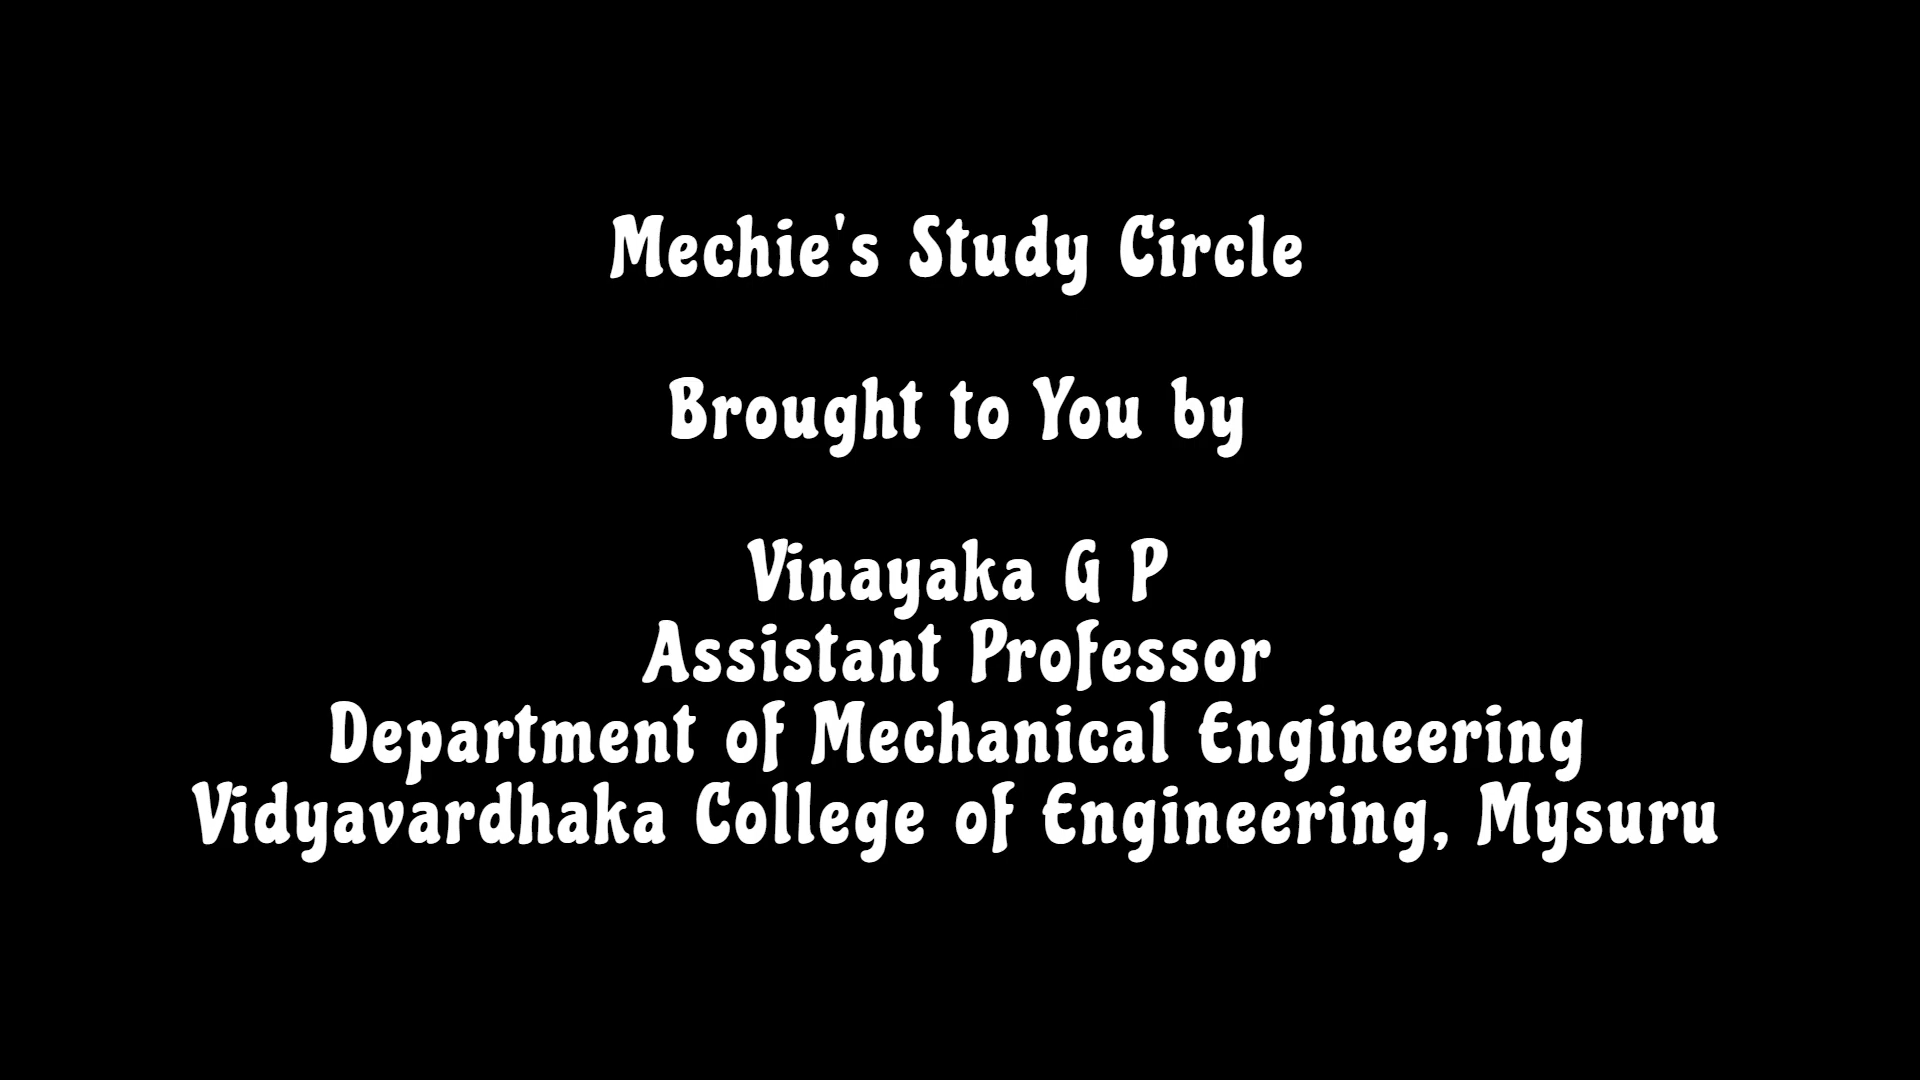 Mechie's Study Circle
Brought to You by
Vinayaka G P
Assistant Professor
Department of Mechanical Engineering
Vidyavardhaka College of Engineering, Mysuru